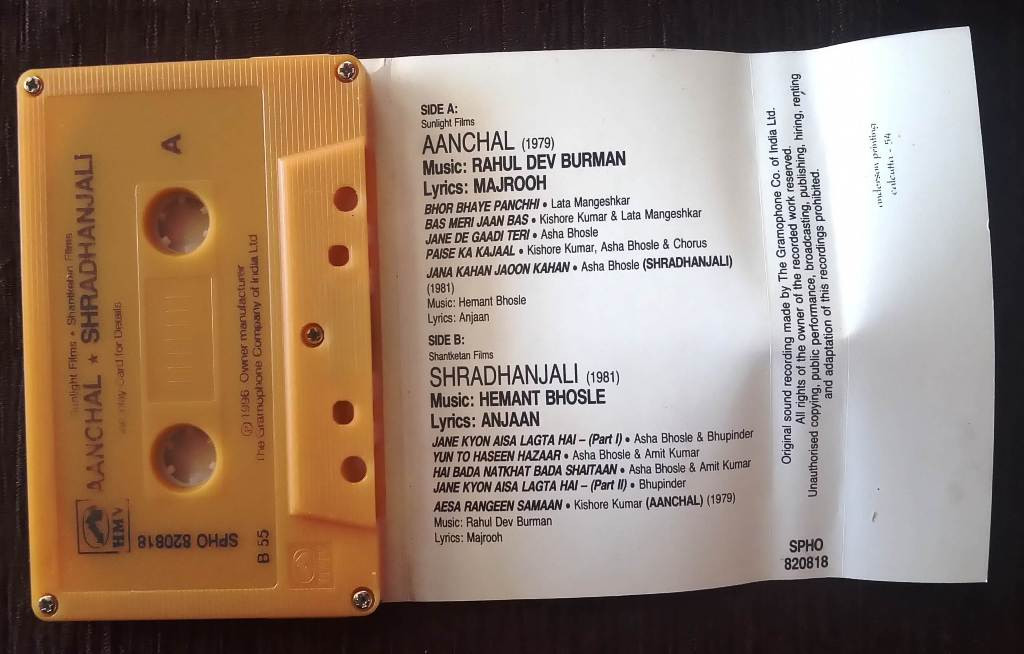 Sunlight Films • Shantketan Films
AANCHAL ★ SHRADHANJALI
Inlay Card for Details
A
℗ 1996 Owner manufacturer
The Gramophone Company of India Ltd
HMV
SPHO 820818
B 55
SIDE A:
Sunlight Films
AANCHAL (1979)
Music: RAHUL DEV BURMAN
Lyrics: MAJROOH
BHOR BHAYE PANCHHI • Lata Mangeshkar
BAS MERI JAAN BAS • Kishore Kumar & Lata Mangeshkar
JANE DE GAADI TERI • Asha Bhosle
PAISE KA KAJAAL • Kishore Kumar, Asha Bhosle & Chorus
JANA KAHAN JAOON KAHAN • Asha Bhosle (SHRADHANJALI)
(1981)
Music: Hemant Bhosle
Lyrics: Anjaan
SIDE B:
Shantketan Films
SHRADHANJALI (1981)
Music: HEMANT BHOSLE
Lyrics: ANJAAN
JANE KYON AISA LAGTA HAI – (Part I) • Asha Bhosle & Bhupinder
YUN TO HASEEN HAZAAR • Asha Bhosle & Amit Kumar
HAI BADA NATKHAT BADA SHAITAAN • Asha Bhosle & Amit Kumar
JANE KYON AISA LAGTA HAI – (Part II) • Bhupinder
AESA RANGEEN SAMAAN • Kishore Kumar (AANCHAL) (1979)
Music: Rahul Dev Burman
Lyrics: Majrooh
Original sound recording made by The Gramophone Co. of India Ltd.
All rights of the owner of the recorded work reserved.
Unauthorised copying, public performance, broadcasting, publishing, hiring, renting
and adaptation of this recordings prohibited.
SPHO
820818
anderson printing
calcutta - 54